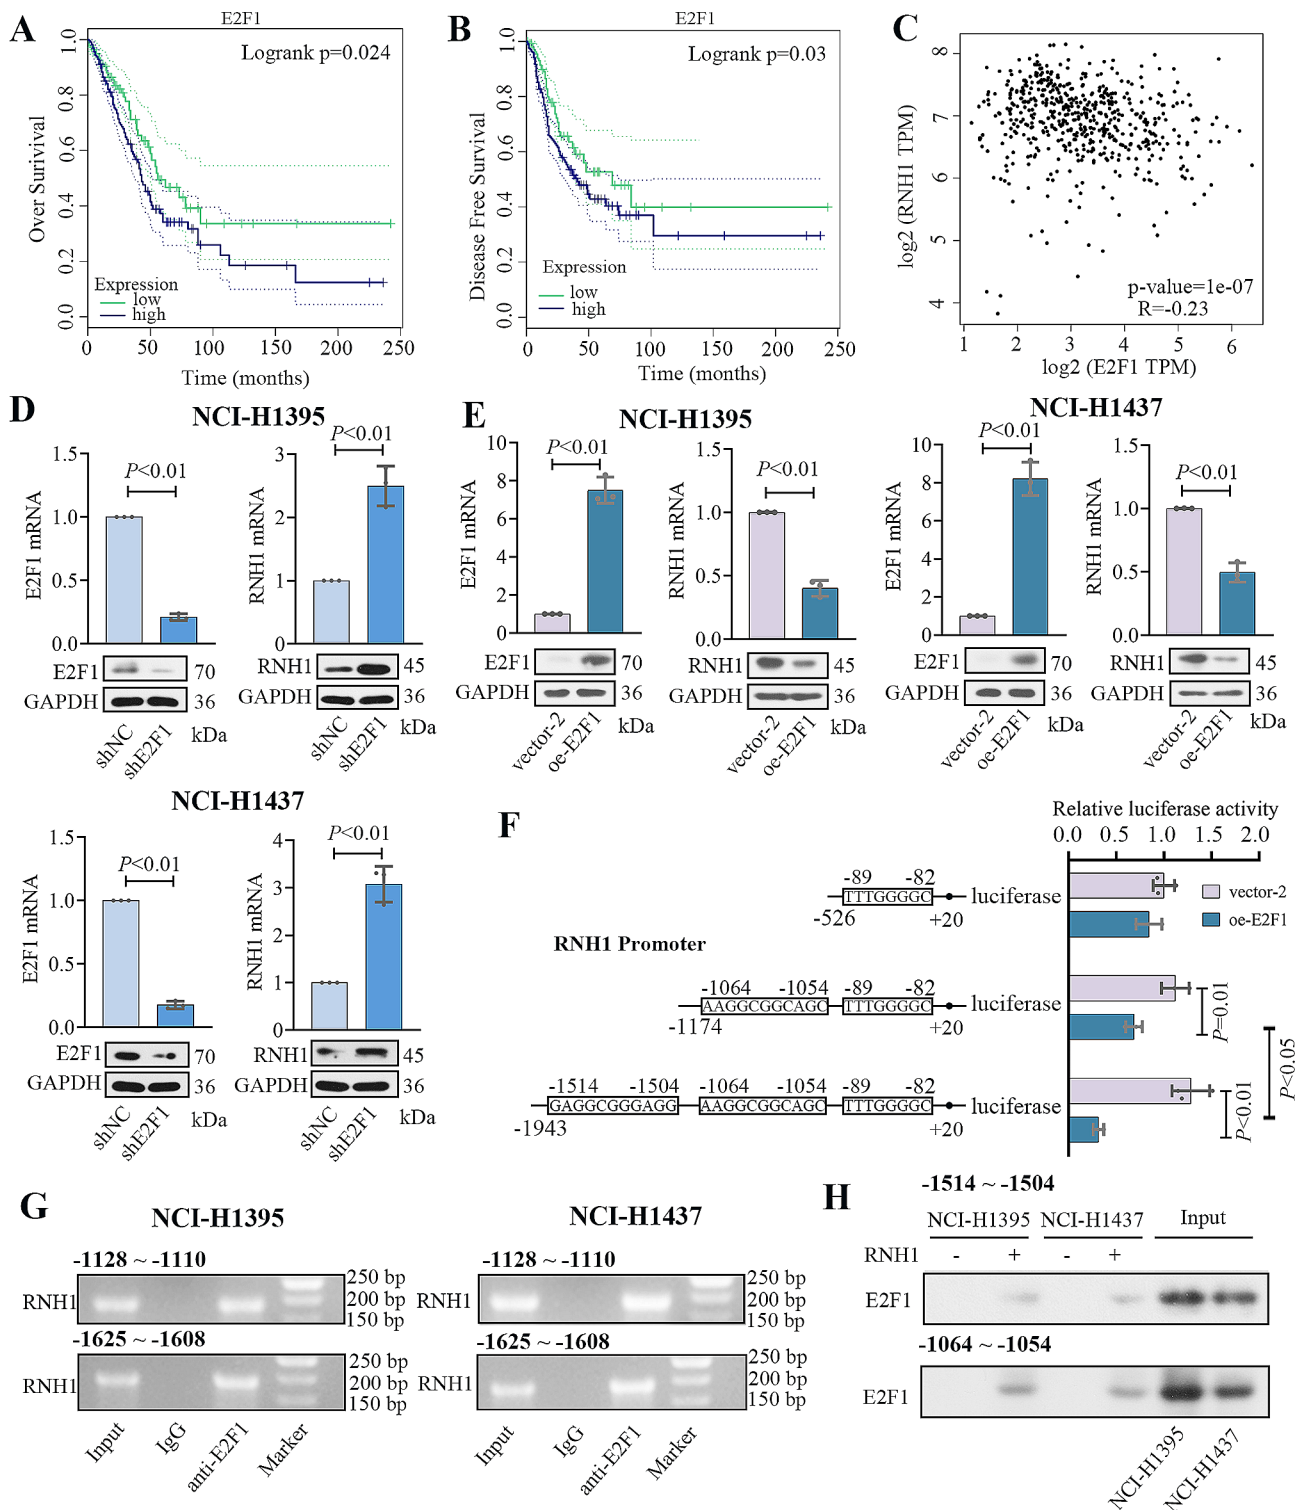 A
E2F1
Logrank p=0.024
Over Surivival
1.0
0.8
0.6
0.4
0.2
0.0
Expression
low
high
0 50 100 150 200 250
Time (months)
B
E2F1
Logrank p=0.03
Disease Free Survival
1.0
0.8
0.6
0.4
0.2
0.0
Expression
low
high
0 50 100 150 200 250
Time (months)
C
log2 (RNH1 TPM)
8
7
6
5
4
p-value=1e-07
R=-0.23
1 2 3 4 5 6
log2 (E2F1 TPM)
D
NCI-H1395
E2F1 mRNA
1.5
1.0
0.5
0.0
P<0.01
E2F1 70
GAPDH 36
shNC shE2F1 kDa
RNH1 mRNA
3
2
1
0
P<0.01
RNH1 45
GAPDH 36
shNC shE2F1 kDa
NCI-H1437
E2F1 mRNA
1.5
1.0
0.5
0.0
P<0.01
E2F1 70
GAPDH 36
shNC shE2F1 kDa
RNH1 mRNA
4
3
2
1
0
P<0.01
RNH1 45
GAPDH 36
shNC shE2F1 kDa
E
NCI-H1395
E2F1 mRNA
10
8
6
4
2
0
P<0.01
E2F1 70
GAPDH 36
vector-2 oe-E2F1 kDa
RNH1 mRNA
1.5
1.0
0.5
0.0
P<0.01
RNH1 45
GAPDH 36
vector-2 oe-E2F1 kDa
NCI-H1437
E2F1 mRNA
10
8
6
4
2
0
P<0.01
E2F1 70
GAPDH 36
vector-2 oe-E2F1 kDa
RNH1 mRNA
1.5
1.0
0.5
0.0
P<0.01
RNH1 45
GAPDH 36
vector-2 oe-E2F1 kDa
F
Relative luciferase activity
0.0 0.5 1.0 1.5 2.0
vector-2
oe-E2F1
RNH1 Promoter
-89 -82
TTTGGGGC luciferase
-526 +20
-1064 -1054 -89 -82
AAGGCGGCAGC TTTGGGGC luciferase
-1174 +20
P=0.01
-1514 -1504 -1064 -1054 -89 -82
GAGGCGGGAGG AAGGCGGCAGC TTTGGGGC luciferase
-1943 +20
P<0.01
P<0.05
G
NCI-H1395
-1128 ~ -1110
RNH1
250 bp
200 bp
150 bp
-1625 ~ -1608
RNH1
250 bp
200 bp
150 bp
Input IgG anti-E2F1 Marker
NCI-H1437
-1128 ~ -1110
RNH1
250 bp
200 bp
150 bp
-1625 ~ -1608
RNH1
250 bp
200 bp
150 bp
Input IgG anti-E2F1 Marker
H
-1514 ~ -1504
NCI-H1395 NCI-H1437 Input
RNH1 - + - +
E2F1
-1064 ~ -1054
E2F1
NCI-H1395 NCI-H1437